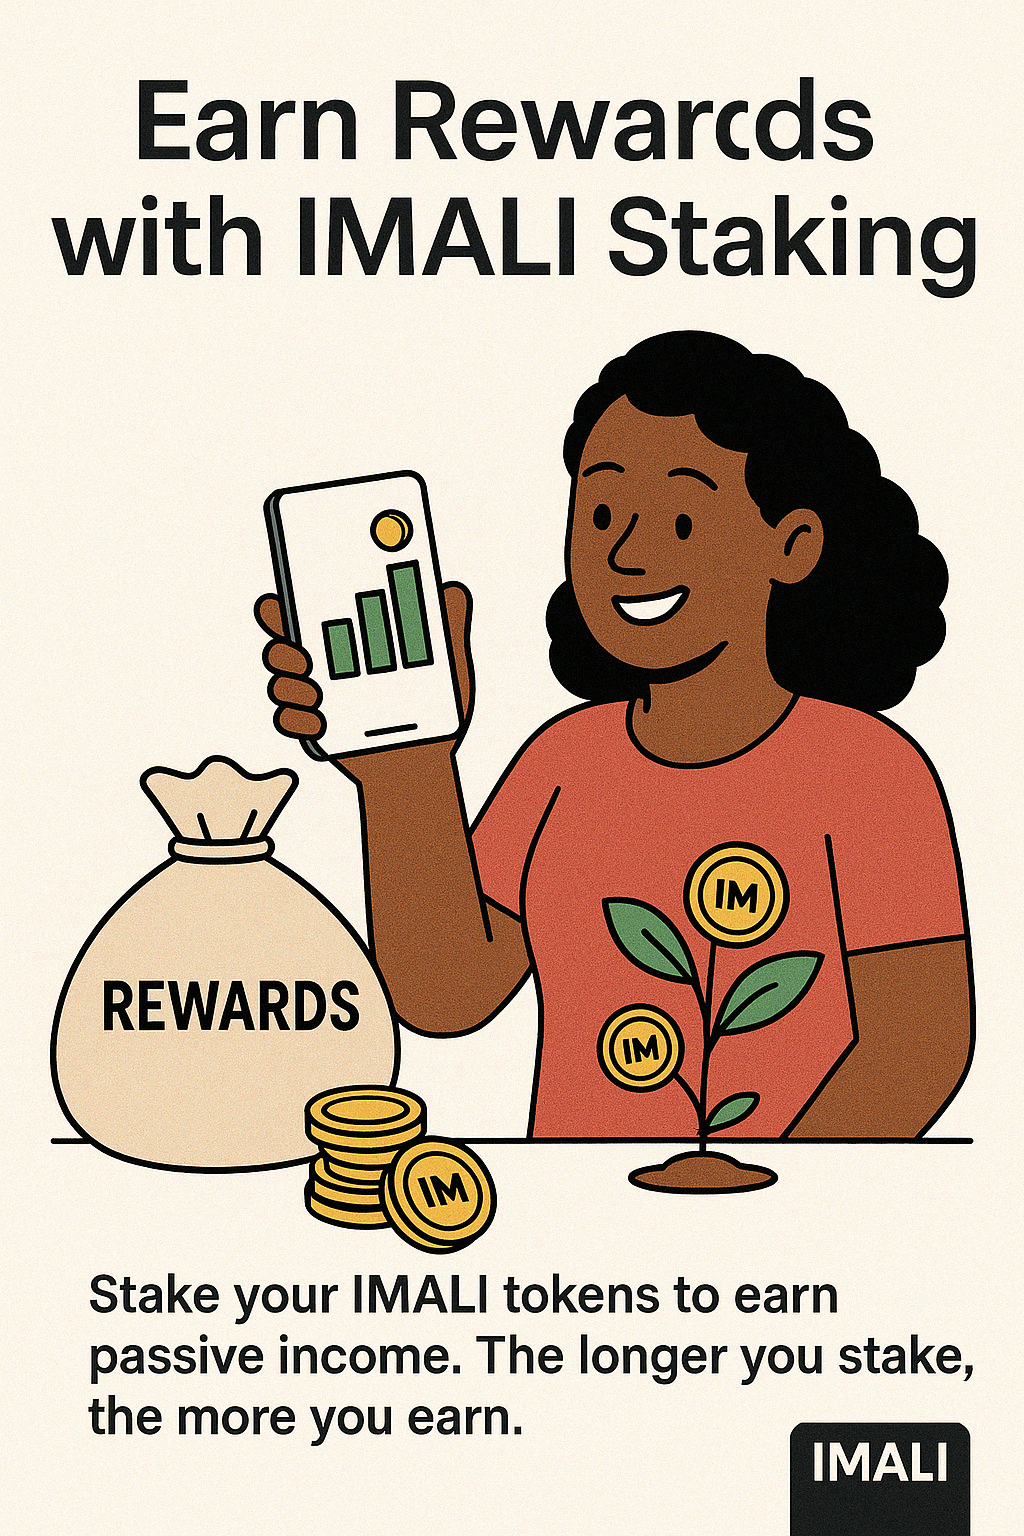 Earn Rewarcds
with IMALI Staking
REWARDS
IM
IM
IM
Stake your IMALI tokens to earn
passive income. The longer you stake,
the more you earn.
IMALI